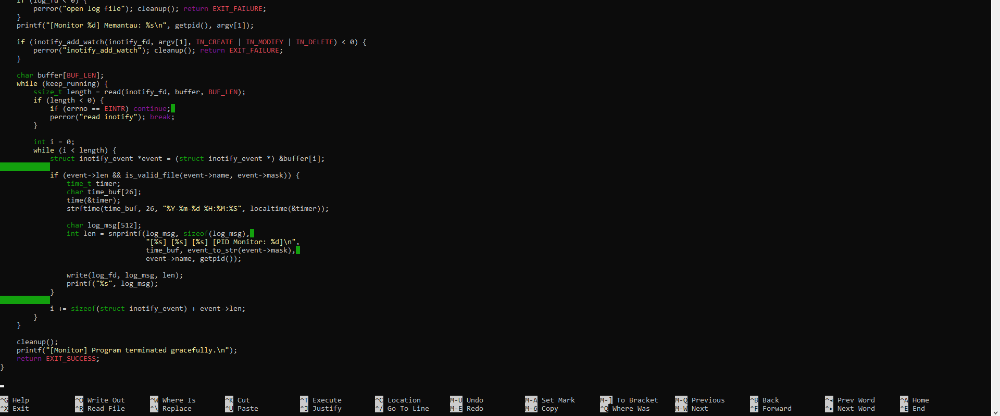 if (log_fd < 0) {
        perror("open log file"); cleanup(); return EXIT_FAILURE;
    }
    printf("[Monitor %d] Memantau: %s\n", getpid(), argv[1]);

    if (inotify_add_watch(inotify_fd, argv[1], IN_CREATE | IN_MODIFY | IN_DELETE) < 0) {
        perror("inotify_add_watch"); cleanup(); return EXIT_FAILURE;
    }

    char buffer[BUF_LEN];
    while (keep_running) {
        ssize_t length = read(inotify_fd, buffer, BUF_LEN);
        if (length < 0) {
            if (errno == EINTR) continue;
            perror("read inotify"); break;
        }

        int i = 0;
        while (i < length) {
            struct inotify_event *event = (struct inotify_event *) &buffer[i];

            if (event->len && is_valid_file(event->name, event->mask)) {
                time_t timer;
                char time_buf[26];
                time(&timer);
                strftime(time_buf, 26, "%Y-%m-%d %H:%M:%S", localtime(&timer));

                char log_msg[512];
                int len = snprintf(log_msg, sizeof(log_msg),
                                   "[%s] [%s] [%s] [PID Monitor: %d]\n",
                                   time_buf, event_to_str(event->mask),
                                   event->name, getpid());

                write(log_fd, log_msg, len);
                printf("%s", log_msg);
            }

            i += sizeof(struct inotify_event) + event->len;
        }
    }

    cleanup();
    printf("[Monitor] Program terminated gracefully.\n");
    return EXIT_SUCCESS;
}

^G Help ^O Write Out ^W Where Is ^K Cut ^T Execute ^C Location M-U Undo M-A Set Mark M-] To Bracket M-Q Previous ^B Back ^◂ Prev Word ^A Home
^X Exit ^R Read File ^\ Replace ^U Paste ^J Justify ^/ Go To Line M-E Redo M-6 Copy ^Q Where Was M-W Next ^F Forward ^▸ Next Word ^E End